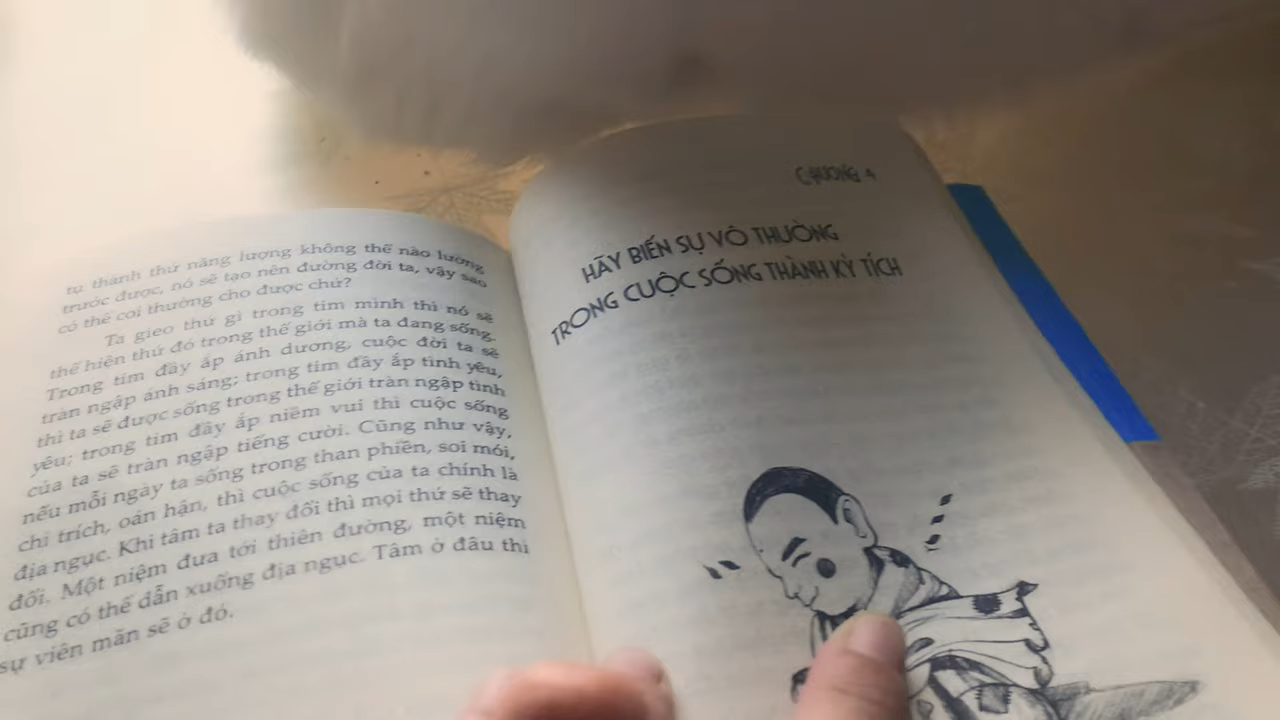 tụ thành thứ năng lượng không thể nào lường
trước được, nó sẽ tạo nên đường đời ta, vậy sao
có thể coi thường cho được chứ?
Ta gieo thứ gì trong tim mình thì nó sẽ
thể hiện thứ đó trong thế giới mà ta đang sống.
Trong tim đầy ắp ánh dương, cuộc đời ta sẽ
tràn ngập ánh sáng; trong tim đầy ắp tình yêu,
thì ta sẽ được sống trong thế giới tràn ngập tình
yêu; trong tim đầy ắp niềm vui thì cuộc sống
của ta sẽ tràn ngập tiếng cười. Cũng như vậy,
nếu mỗi ngày ta sống trong than phiền, soi mói,
chỉ trích, oán hận, thì cuộc sống của ta chính là
địa ngục. Khi tâm ta thay đổi thì mọi thứ sẽ thay
đổi. Một niệm đưa tới thiên đường, một niệm
cũng có thể dẫn xuống địa ngục. Tâm ở đâu thì
sự viên mãn sẽ ở đó.
CHƯƠNG 4
HÃY BIẾN SỰ VÔ THƯỜNG
TRONG CUỘC SỐNG THÀNH KỲ TÍCH